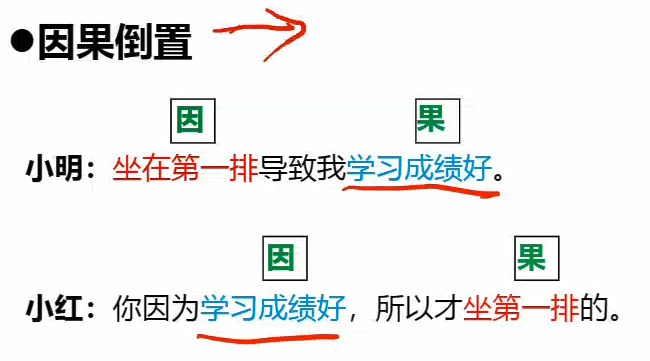 ●因果倒置
因 果
小明：坐在第一排导致我学习成绩好。
因 果
小红：你因为学习成绩好，所以才坐第一排的。